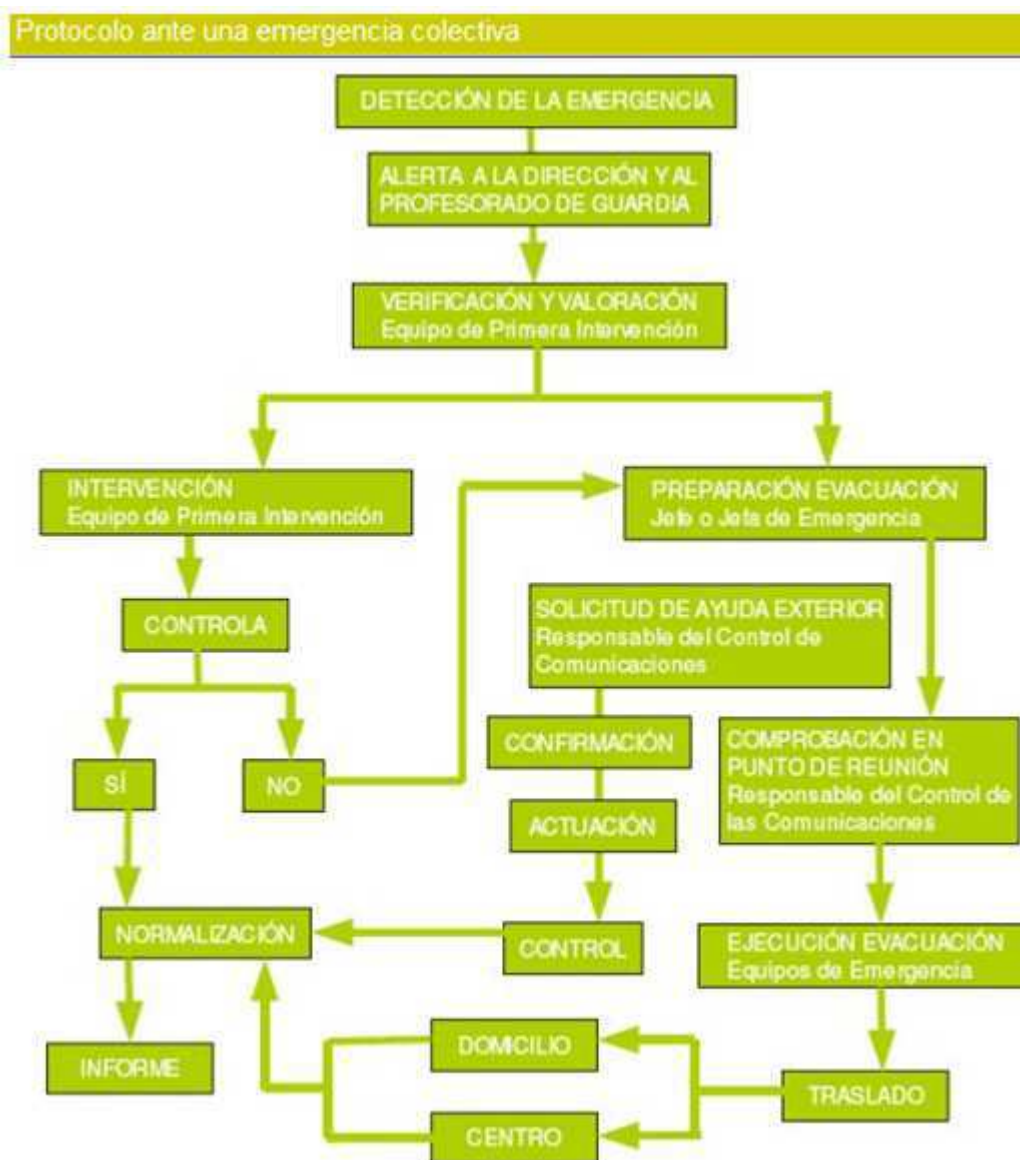 Protocolo ante una emergencia colectiva
DETECCIÓN DE LA EMERGENCIA
ALERTA A LA DIRECCIÓN Y AL
PROFESORADO DE GUARDIA
VERIFICACIÓN Y VALORACIÓN
Equipo de Primera Intervención
INTERVENCIÓN
Equipo de Primera Intervención
PREPARACIÓN EVACUACIÓN
Jefe o Jefa de Emergencia
CONTROLA
SOLICITUD DE AYUDA EXTERIOR
Responsable del Control de
Comunicaciones
SÍ
NO
CONFIRMACIÓN
COMPROBACIÓN EN
PUNTO DE REUNIÓN
Responsable del Control de
las Comunicaciones
ACTUACIÓN
NORMALIZACIÓN
CONTROL
EJECUCIÓN EVACUACIÓN
Equipos de Emergencia
INFORME
DOMICILIO
TRASLADO
CENTRO